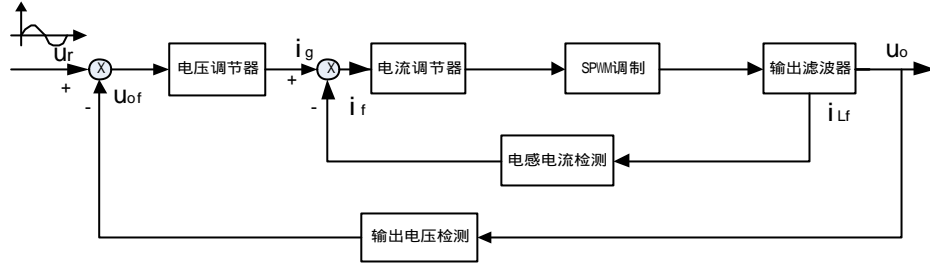 ur
+
X
-
uof
电压调节器
ig
+
X
-
if
电流调节器
SPWM调制
输出滤波器
uo
iLf
电感电流检测
输出电压检测